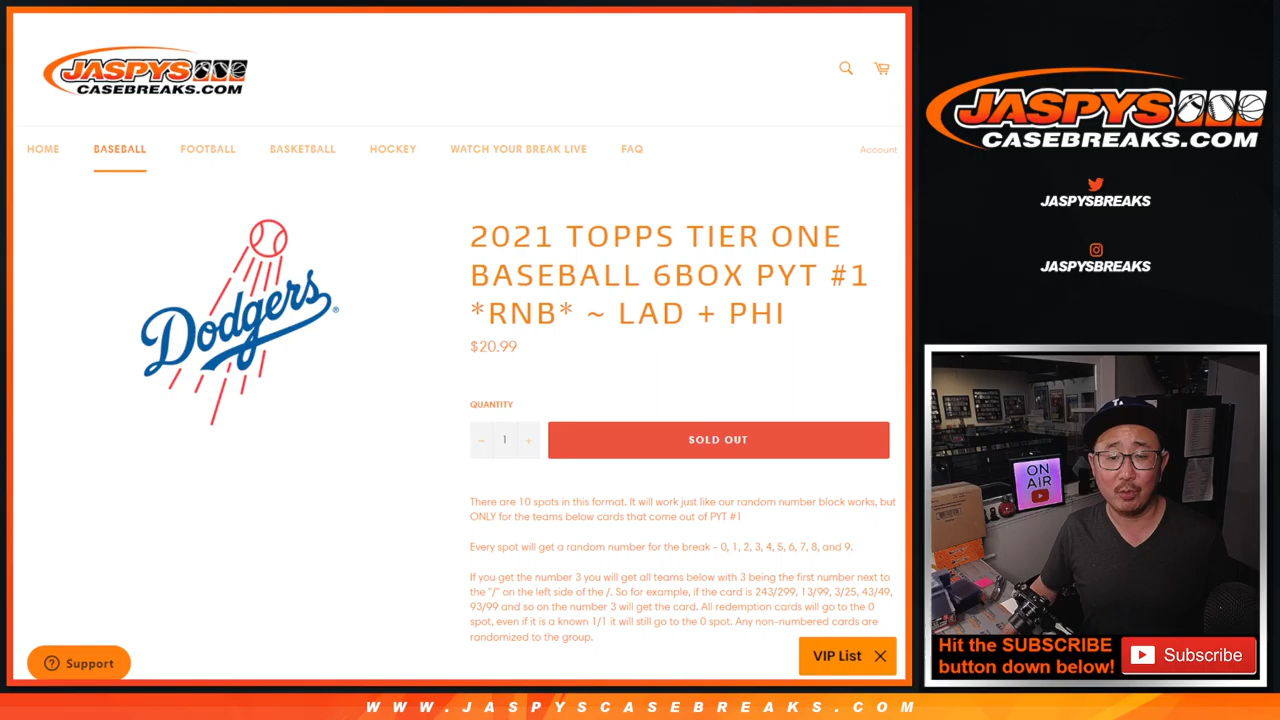 JASPYS
CASEBREAKS.COM
HOME
BASEBALL
FOOTBALL
BASKETBALL
HOCKEY
WATCH YOUR BREAK LIVE
FAQ
Account
Dodgers
®
2021 TOPPS TIER ONE
BASEBALL 6BOX PYT #1
*RNB* ~ LAD + PHI
$20.99
QUANTITY
− 1 +
SOLD OUT
There are 10 spots in this format. It will work just like our random number block works, but
ONLY for the teams below cards that come out of PYT #1
Every spot will get a random number for the break - 0, 1, 2, 3, 4, 5, 6, 7, 8, and 9.
If you get the number 3 you will get all teams below with 3 being the first number next to
the "/" on the left side of the /. So for example, if the card is 243/299, 13/99, 3/25, 43/49,
93/99 and so on the number 3 will get the card. All redemption cards will go to the 0
spot, even if it is a known 1/1 it will still go to the 0 spot. Any non-numbered cards are
randomized to the group.
Support
VIP List
JASPYS
CASEBREAKS.COM
JASPYSBREAKS
JASPYSBREAKS
ON
AIR
Hit the SUBSCRIBE
button down below!
Subscribe
WWW.JASPYSCASEBREAKS.COM